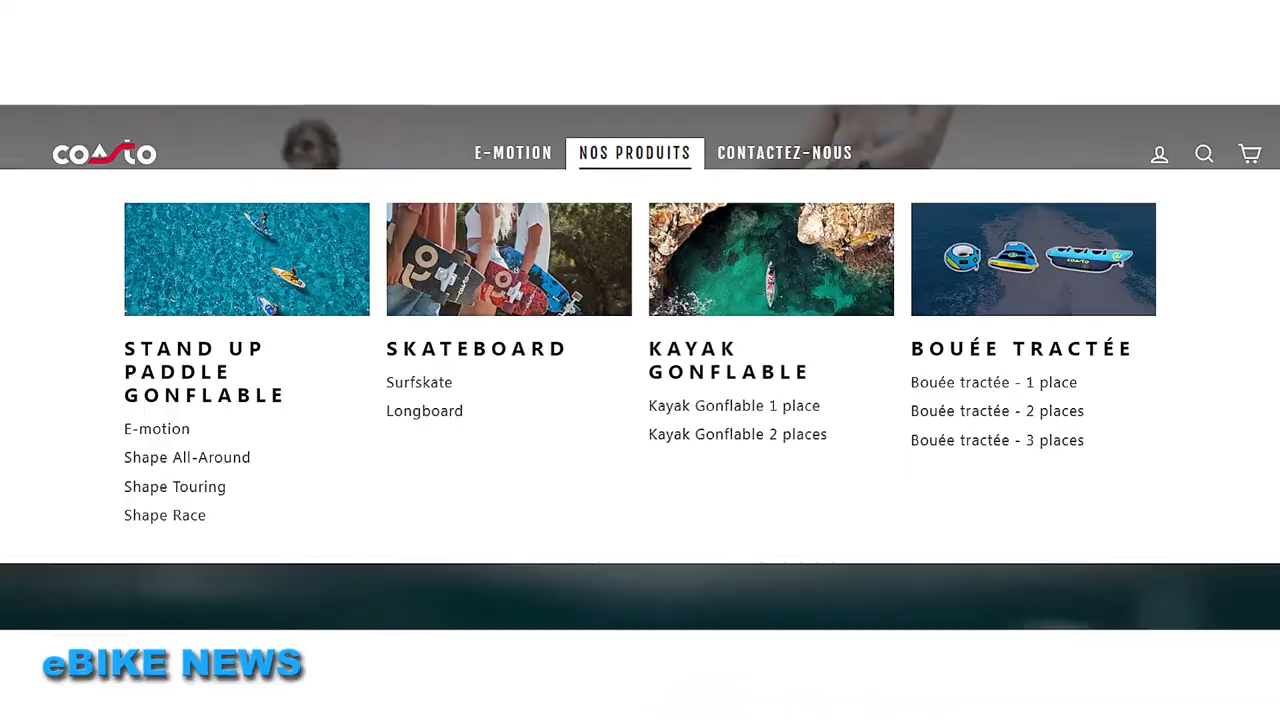 COASTO
E-MOTION
NOS PRODUITS
CONTACTEZ-NOUS
STAND UP
PADDLE
GONFLABLE
E-motion
Shape All-Around
Shape Touring
Shape Race
SKATEBOARD
Surfskate
Longboard
KAYAK
GONFLABLE
Kayak Gonflable 1 place
Kayak Gonflable 2 places
BOUÉE TRACTÉE
Bouée tractée - 1 place
Bouée tractée - 2 places
Bouée tractée - 3 places
eBIKE NEWS